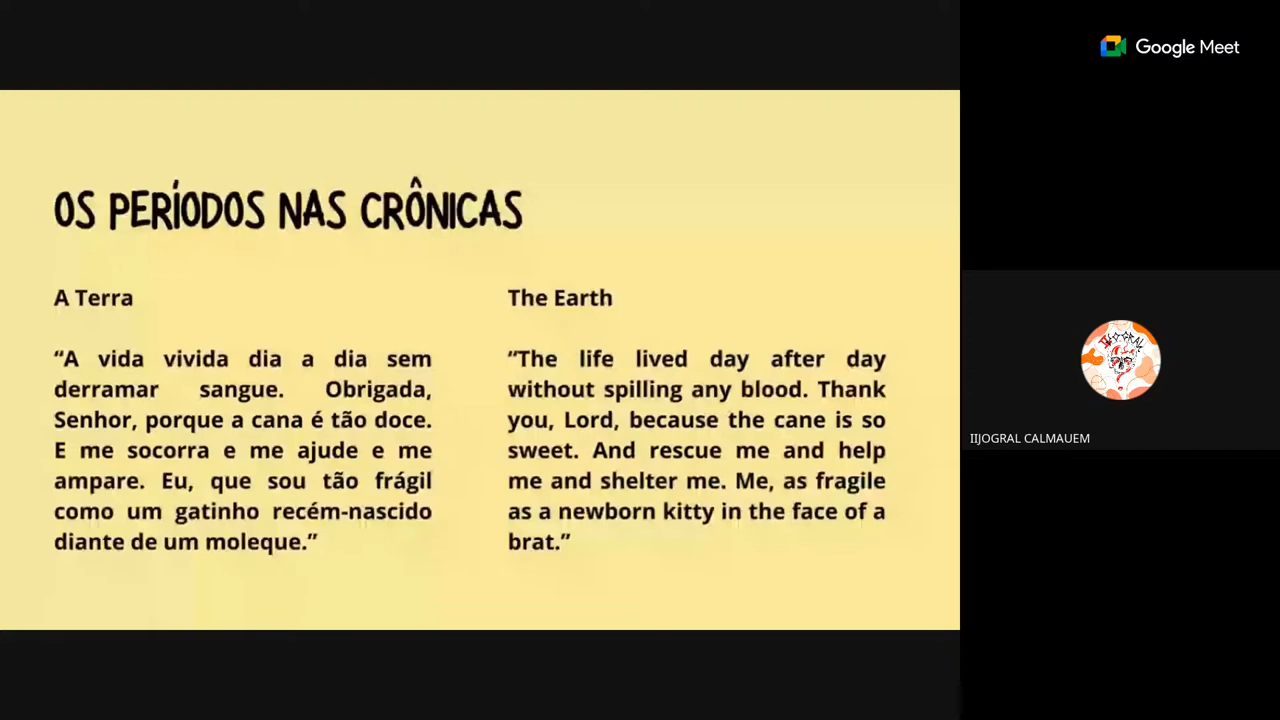 Google Meet
OS PERÍODOS NAS CRÔNICAS
A Terra
“A vida vivida dia a dia sem
derramar sangue. Obrigada,
Senhor, porque a cana é tão doce.
E me socorra e me ajude e me
ampare. Eu, que sou tão frágil
como um gatinho recém-nascido
diante de um moleque.”
The Earth
“The life lived day after day
without spilling any blood. Thank
you, Lord, because the cane is so
sweet. And rescue me and help
me and shelter me. Me, as fragile
as a newborn kitty in the face of a
brat.”
IIJOGRAL CALMAUEM